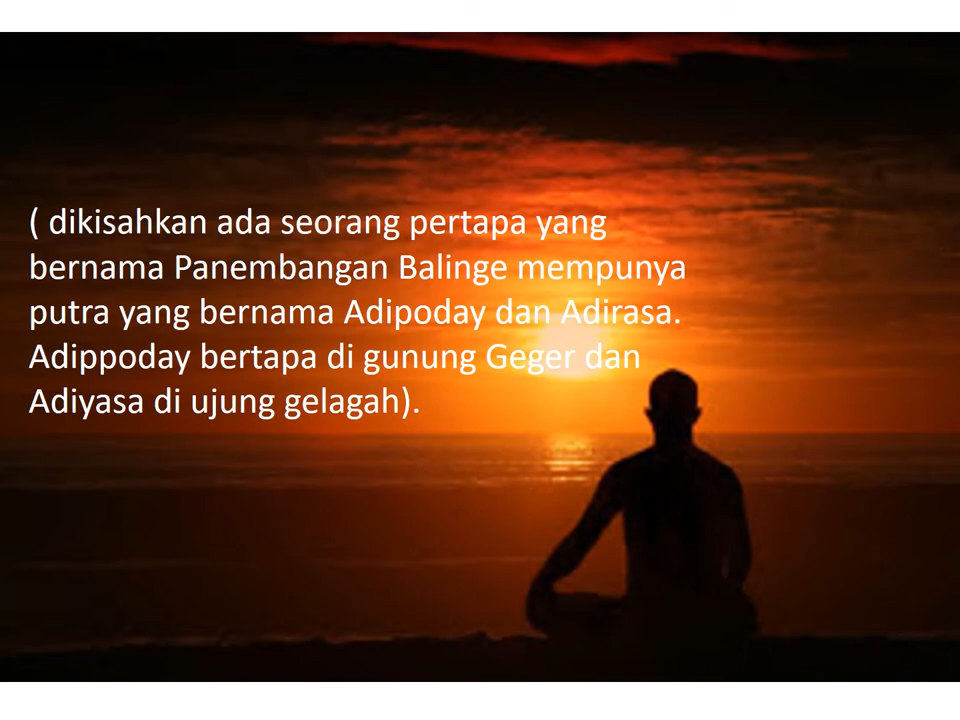 ( dikisahkan ada seorang pertapa yang
bernama Panembangan Balinge mempunya
putra yang bernama Adipoday dan Adirasa.
Adippoday bertapa di gunung Geger dan
Adiyasa di ujung gelagah).